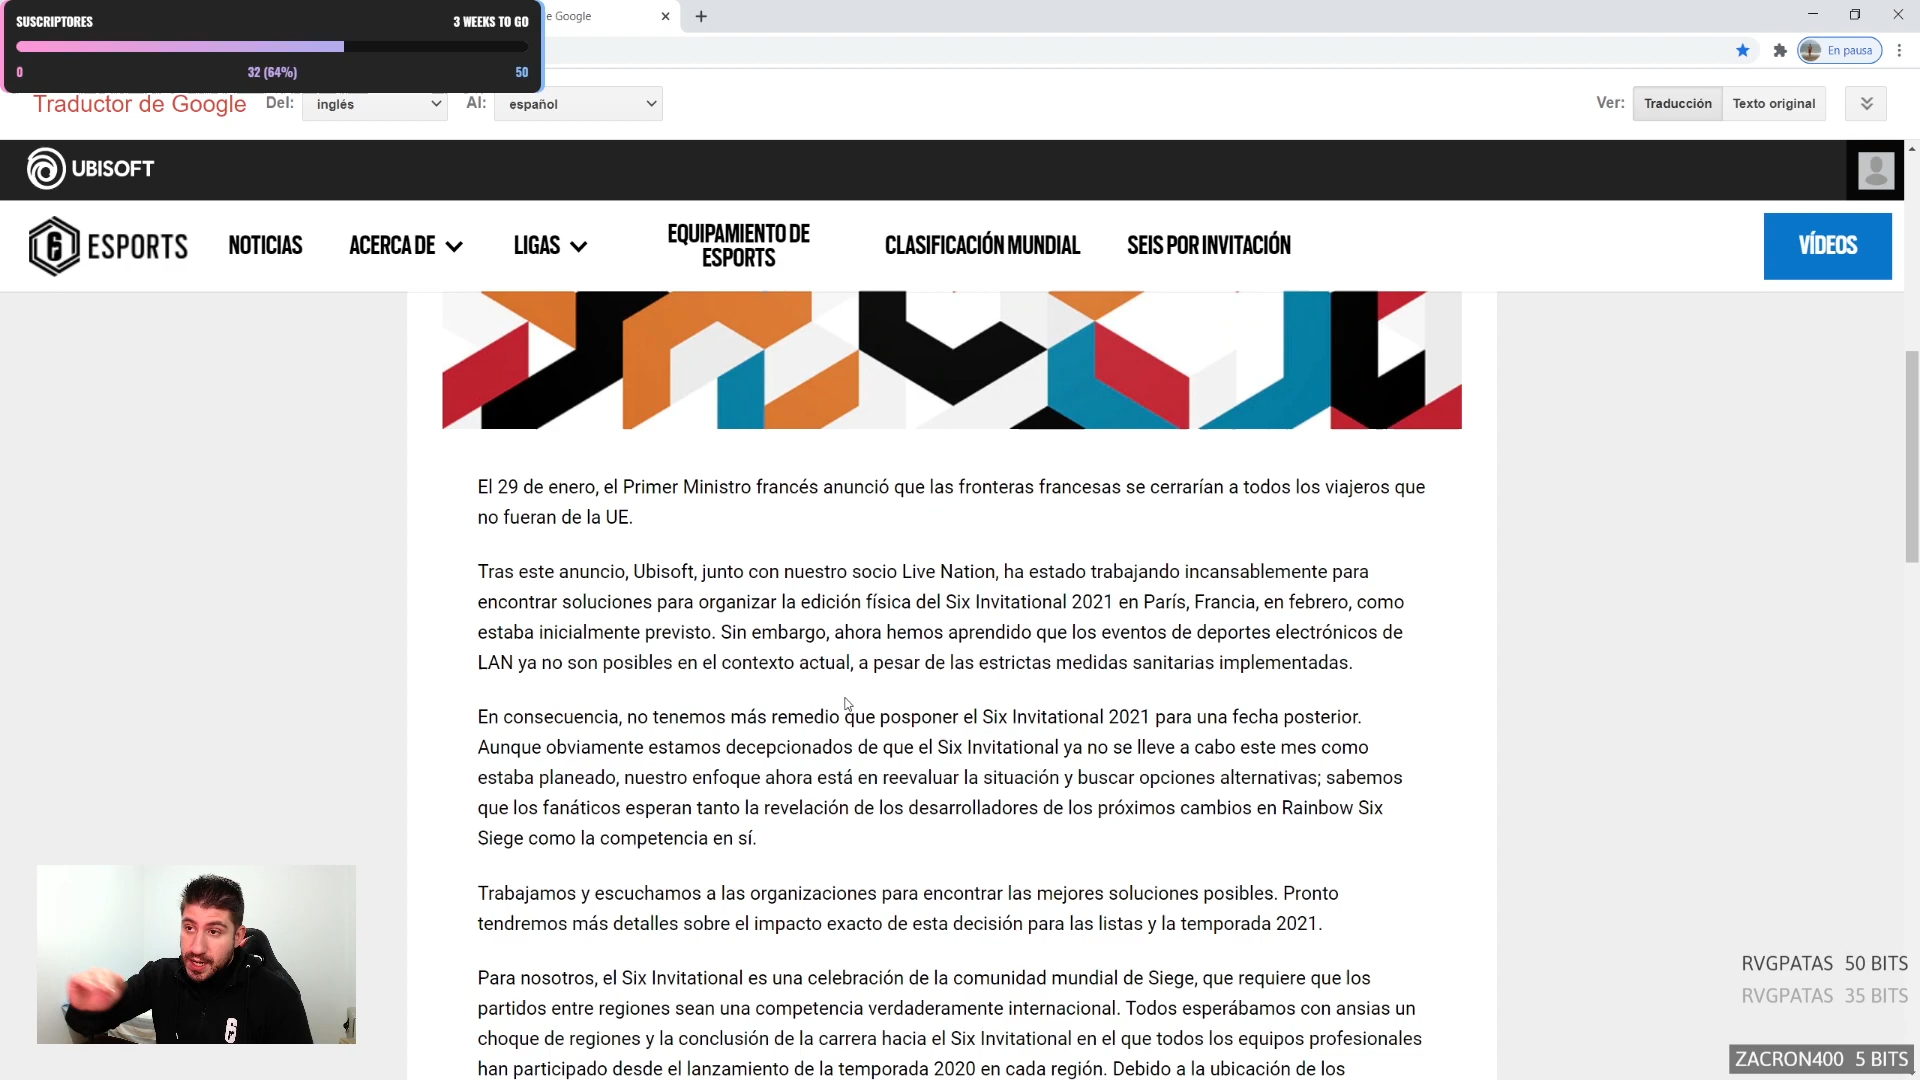 SUSCRIPTORES 3 WEEKS TO GO
0 32 (64%) 50
e Google
En pausa
Traductor de Google Del: inglés Al: español Ver: Traducción Texto original
UBISOFT
6 ESPORTS NOTICIAS ACERCA DE LIGAS EQUIPAMIENTO DE ESPORTS CLASIFICACIÓN MUNDIAL SEIS POR INVITACIÓN VÍDEOS
El 29 de enero, el Primer Ministro francés anunció que las fronteras francesas se cerrarían a todos los viajeros que
no fueran de la UE.
Tras este anuncio, Ubisoft, junto con nuestro socio Live Nation, ha estado trabajando incansablemente para
encontrar soluciones para organizar la edición física del Six Invitational 2021 en París, Francia, en febrero, como
estaba inicialmente previsto. Sin embargo, ahora hemos aprendido que los eventos de deportes electrónicos de
LAN ya no son posibles en el contexto actual, a pesar de las estrictas medidas sanitarias implementadas.
En consecuencia, no tenemos más remedio que posponer el Six Invitational 2021 para una fecha posterior.
Aunque obviamente estamos decepcionados de que el Six Invitational ya no se lleve a cabo este mes como
estaba planeado, nuestro enfoque ahora está en reevaluar la situación y buscar opciones alternativas; sabemos
que los fanáticos esperan tanto la revelación de los desarrolladores de los próximos cambios en Rainbow Six
Siege como la competencia en sí.
Trabajamos y escuchamos a las organizaciones para encontrar las mejores soluciones posibles. Pronto
tendremos más detalles sobre el impacto exacto de esta decisión para las listas y la temporada 2021.
Para nosotros, el Six Invitational es una celebración de la comunidad mundial de Siege, que requiere que los
partidos entre regiones sean una competencia verdaderamente internacional. Todos esperábamos con ansias un
choque de regiones y la conclusión de la carrera hacia el Six Invitational en el que todos los equipos profesionales
han participado desde el lanzamiento de la temporada 2020 en cada región. Debido a la ubicación de los
RVGPATAS 50 BITS
RVGPATAS 35 BITS
ZACRON400 5 BITS